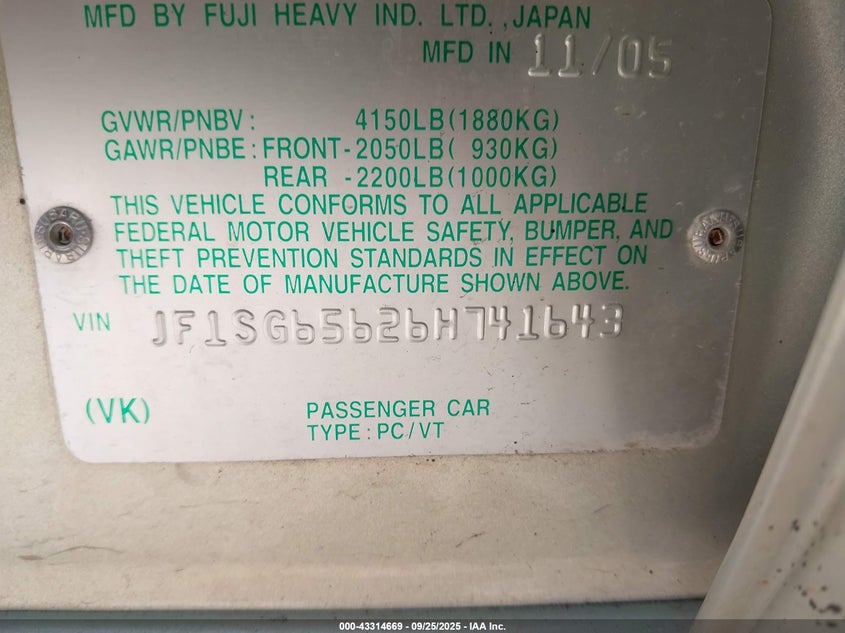 MFD BY FUJI HEAVY IND. LTD., JAPAN
MFD IN 11/05
GVWR/PNBV: 4150LB(1880KG)
GAWR/PNBE: FRONT-2050LB( 930KG)
REAR -2200LB(1000KG)
THIS VEHICLE CONFORMS TO ALL APPLICABLE
FEDERAL MOTOR VEHICLE SAFETY, BUMPER, AND
THEFT PREVENTION STANDARDS IN EFFECT ON
THE DATE OF MANUFACTURE SHOWN ABOVE.
VIN JF1SG65626H741643
(VK) PASSENGER CAR
TYPE: PC/VT
000-43314669 - 09/25/2025 - IAA Inc.